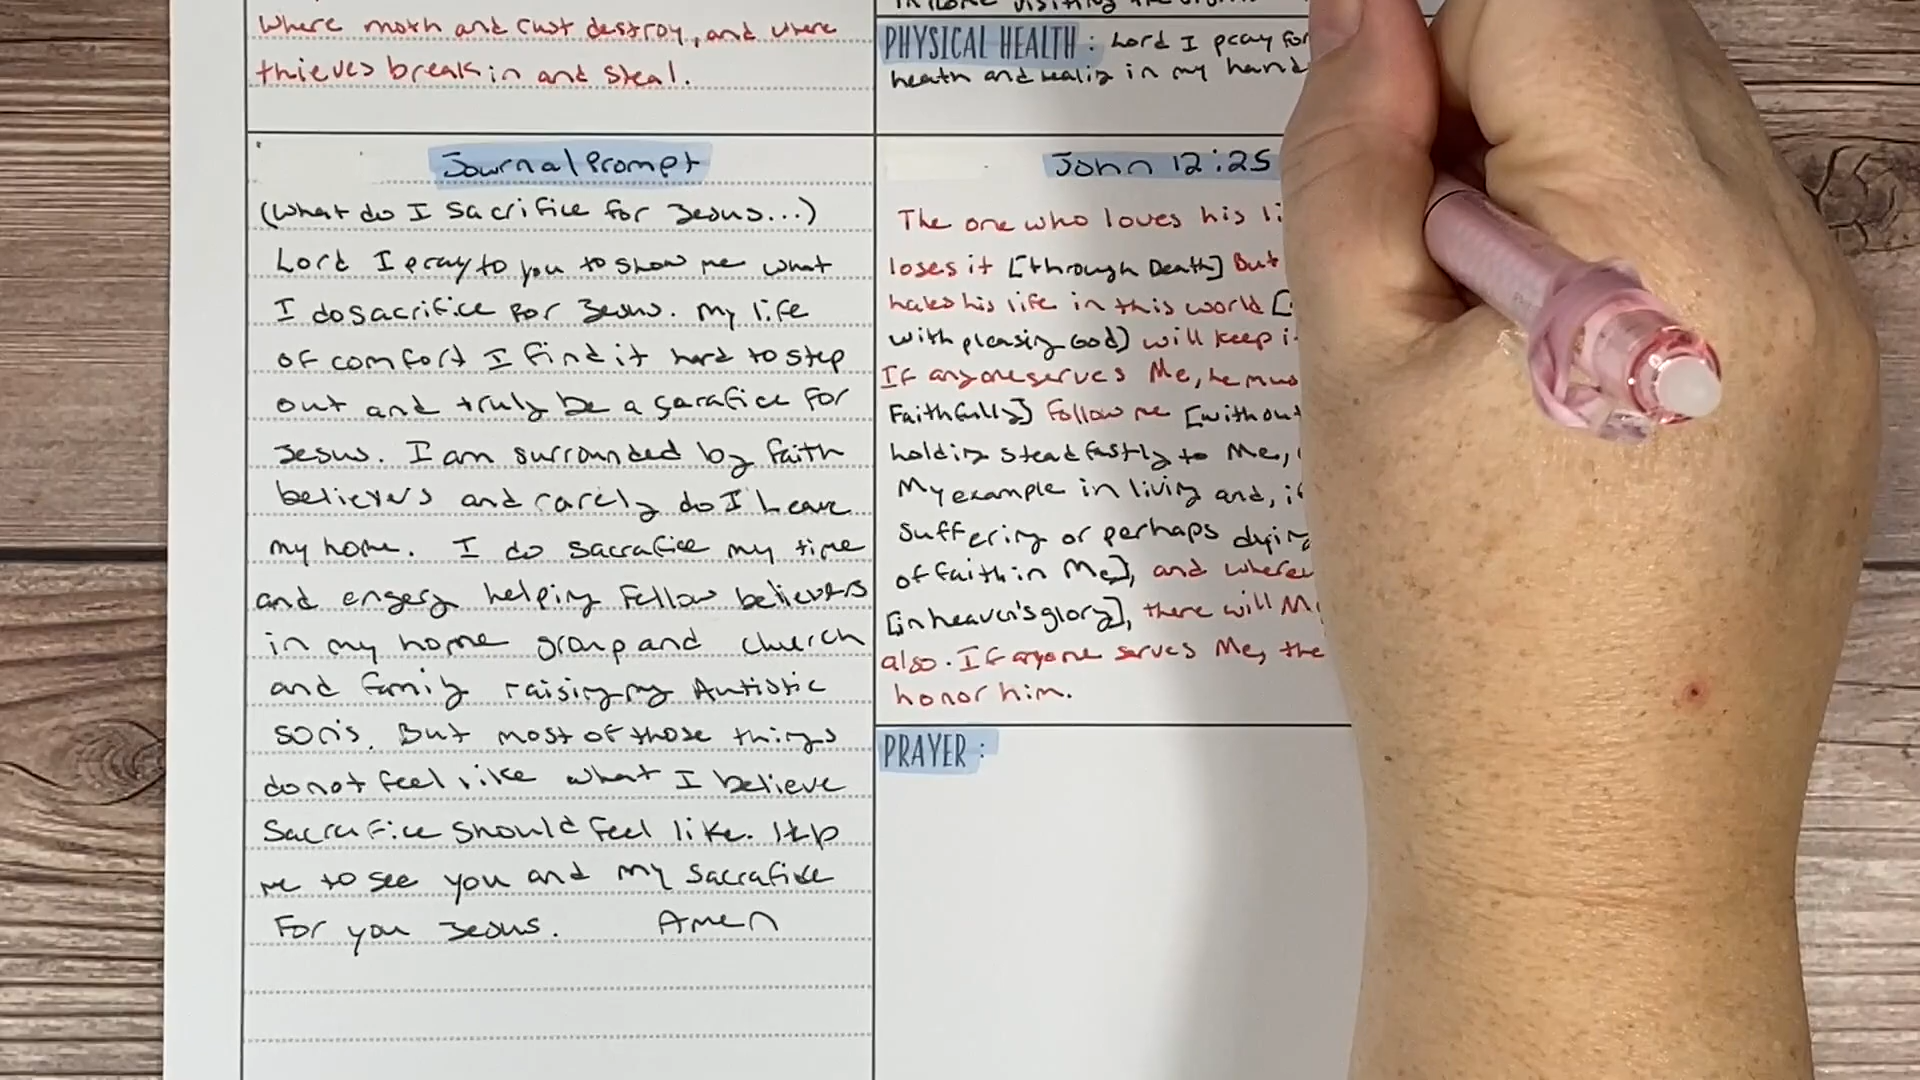 where moth and rust destroy, and where
thieves break in and steal.
Journal Prompt
(what do I sacrifice for Jesus...)
Lord I pray to you to show me what
I do sacrifice for Jesus. My life
of comfort I find it hard to step
out and truly be a sarafice for
Jesus. I am surrounded by faith
believers and rarely do I leave
my home. I do sacrafice my time
and engery helping fellow believers
in my home group and church
and family raising my Autistic
son's. But most of those things
do not feel like what I believe
Sacrafice should feel like. Help
me to see you and my sacrafice
For you Jesus. Amen
visiting the
PHYSICAL HEALTH : Lord I pray for
heath and healig in my hand
John 12:25
The one who loves his li
loses it [through Death] But
hates his life in this world [
with pleasing God) will keep i
If anyone serves Me, he mus
Faithfully] Follow me [without
holding steadfastly to Me,
My example in living and, if
suffering or perhaps dying
of faith in Me], and where
[in heaven's glory], there will My
also. If anyone serves Me, the
honor him.
PRAYER :